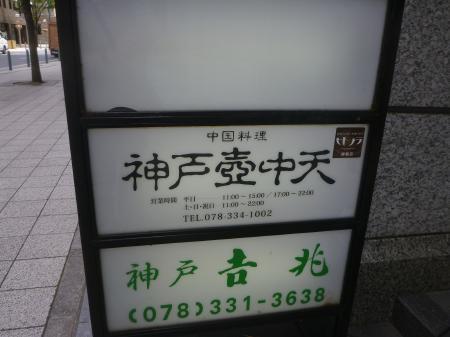 中国料理
神戸壺中天
営業時間 平日 11:00～15:00／17:00～22:00
土・日・祝日 11:00～22:00
TEL.078-334-1002
神戸 吉兆
(078)331-3638